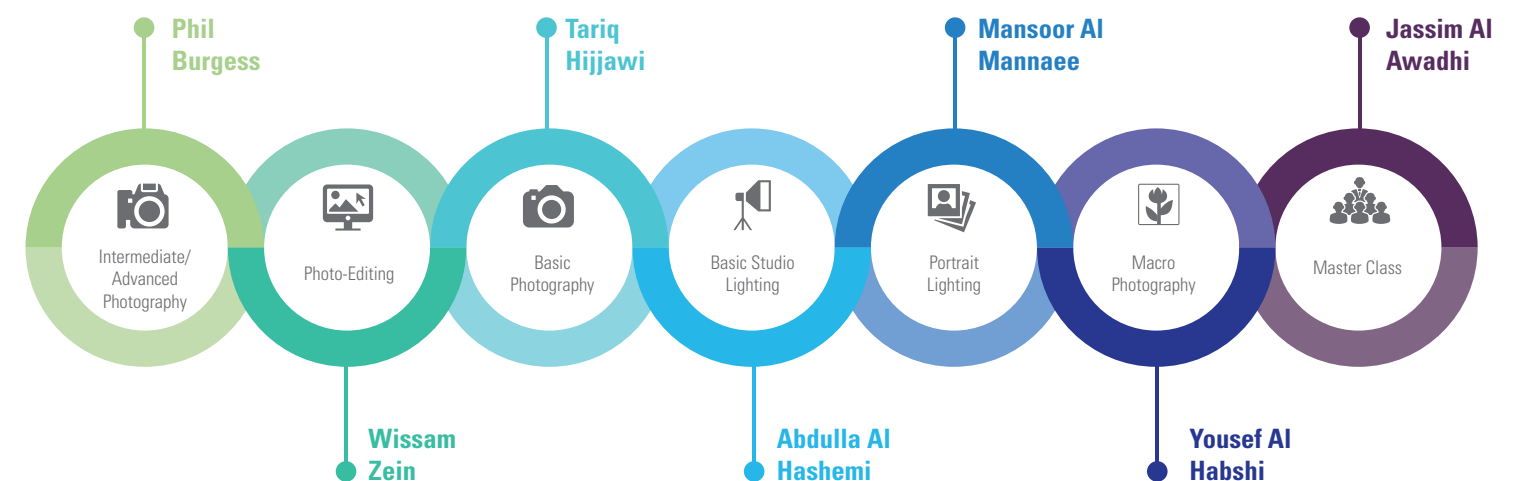 Phil
Burgess
Tariq
Hijjawi
Mansoor Al
Mannaee
Jassim Al
Awadhi
Intermediate/
Advanced
Photography
Photo-Editing
Basic
Photography
Basic Studio
Lighting
Portrait
Lighting
Macro
Photography
Master Class
Wissam
Zein
Abdulla Al
Hashemi
Yousef Al
Habshi